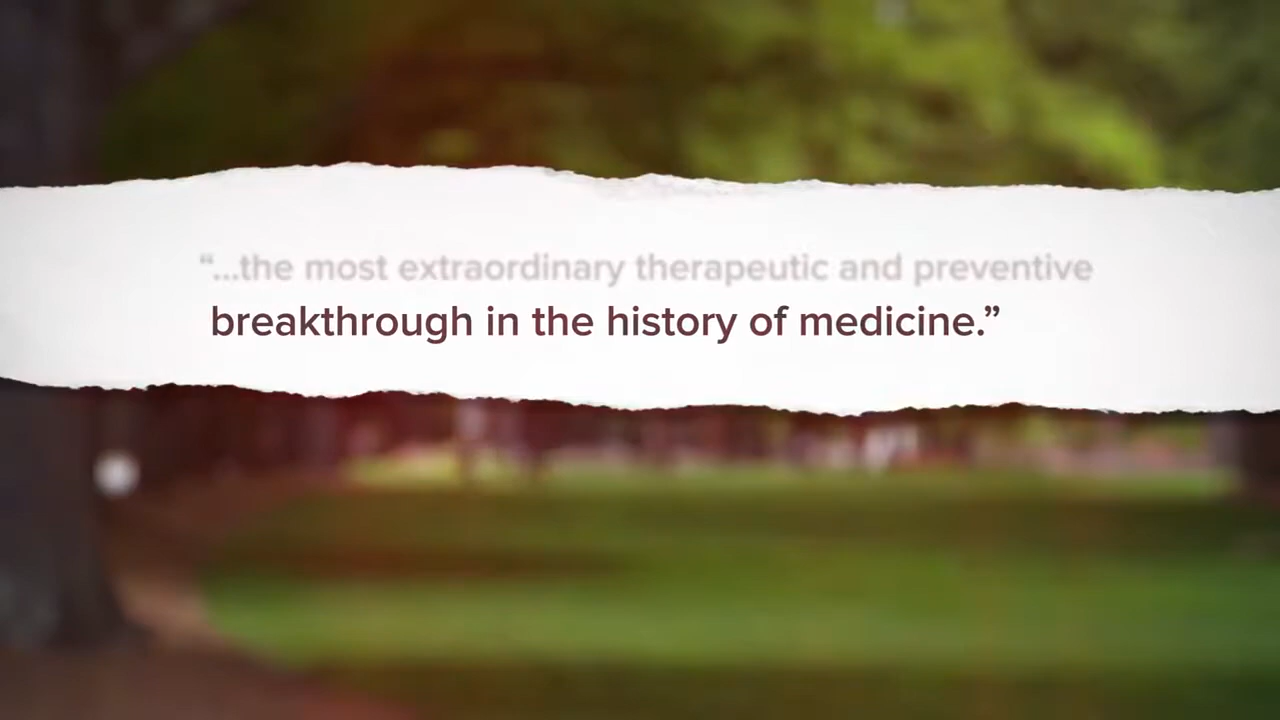 “...the most extraordinary therapeutic and preventive
breakthrough in the history of medicine.”